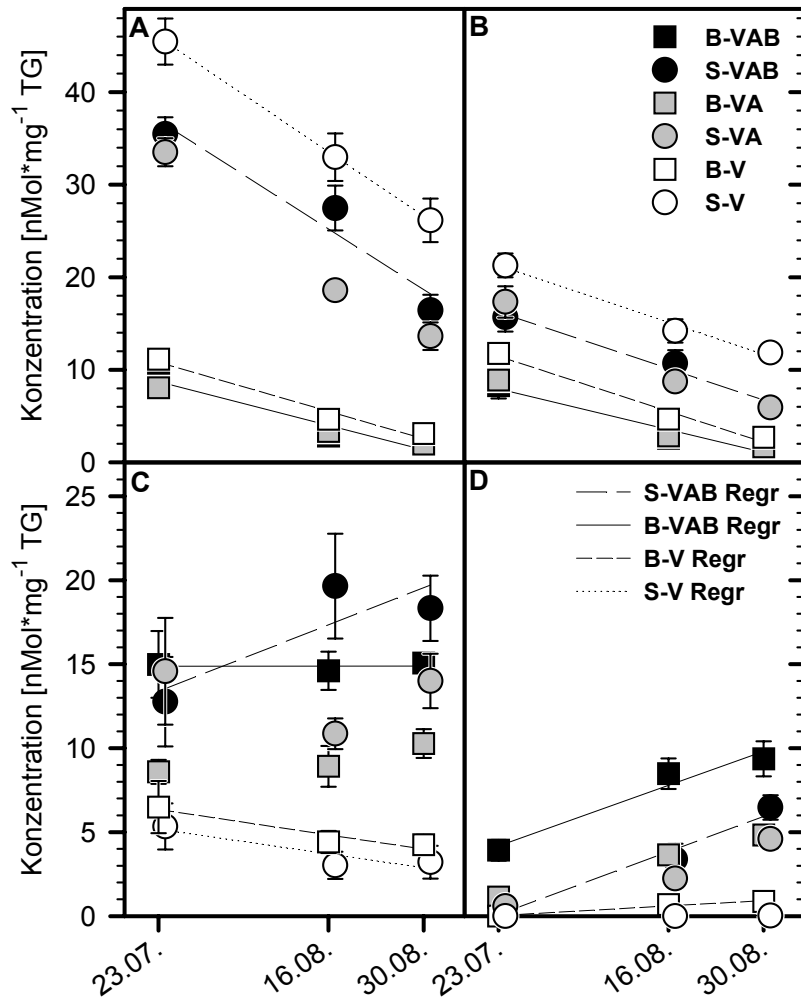 A
B
B-VAB
S-VAB
B-VA
S-VA
B-V
S-V
Konzentration [nMol*mg⁻¹ TG]
40
30
20
10
0
C
D
S-VAB Regr
B-VAB Regr
B-V Regr
S-V Regr
Konzentration [nMol*mg⁻¹ TG]
25
20
15
10
5
0
23.07.
16.08.
30.08.
23.07.
16.08.
30.08.